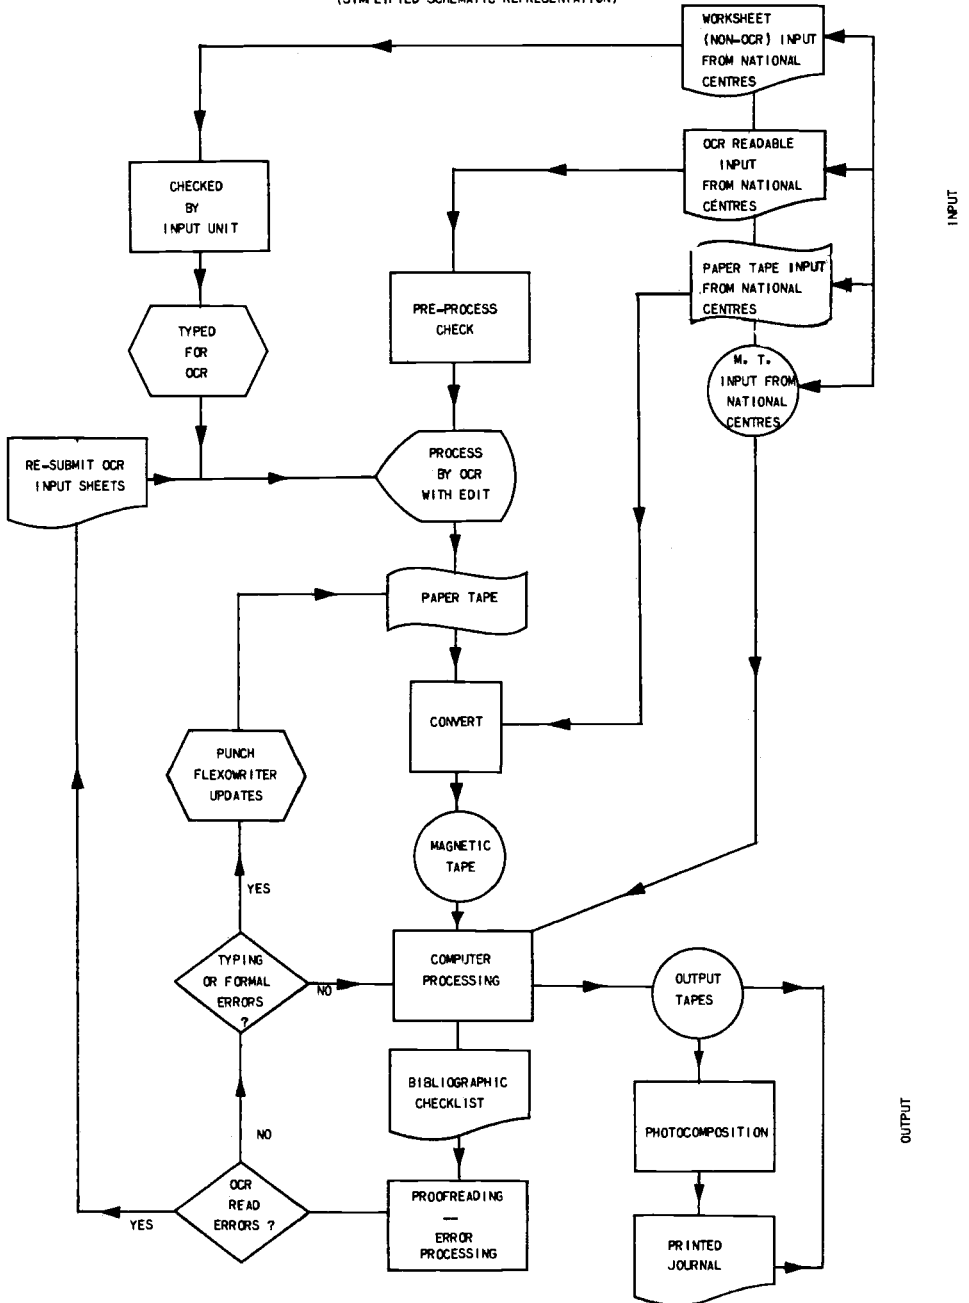 (SIMPLIFIED SCHEMATIC REPRESENTATION)
WORKSHEET
(NON-OCR) INPUT
FROM NATIONAL
CENTRES
OCR READABLE
INPUT
FROM NATIONAL
CENTRES
INPUT
CHECKED
BY
INPUT UNIT
PAPER TAPE INPUT
FROM NATIONAL
CENTRES
PRE-PROCESS
CHECK
TYPED
FOR
OCR
M. T.
INPUT FROM
NATIONAL
CENTRES
RE-SUBMIT OCR
INPUT SHEETS
PROCESS
BY OCR
WITH EDIT
PAPER TAPE
CONVERT
PUNCH
FLEXOWRITER
UPDATES
MAGNETIC
TAPE
YES
TYPING
OR FORMAL
ERRORS
?
NO
COMPUTER
PROCESSING
OUTPUT
TAPES
BIBLIOGRAPHIC
CHECKLIST
NO
PHOTOCOMPOSITION
OUTPUT
OCR
READ
ERRORS ?
YES
PROOFREADING
—
ERROR
PROCESSING
PRINTED
JOURNAL